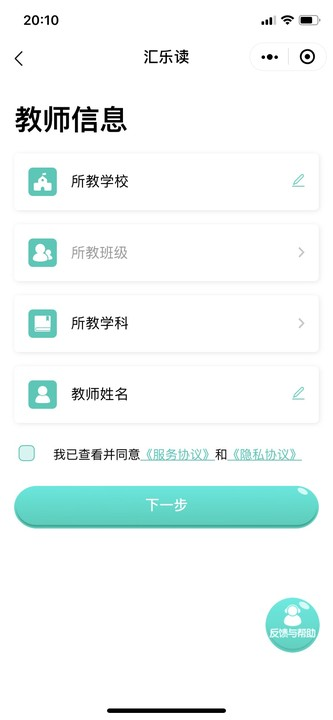 20:10
汇乐读
教师信息
所教学校
所教班级
所教学科
教师姓名
我已查看并同意《服务协议》和《隐私协议》
下一步
反馈与帮助